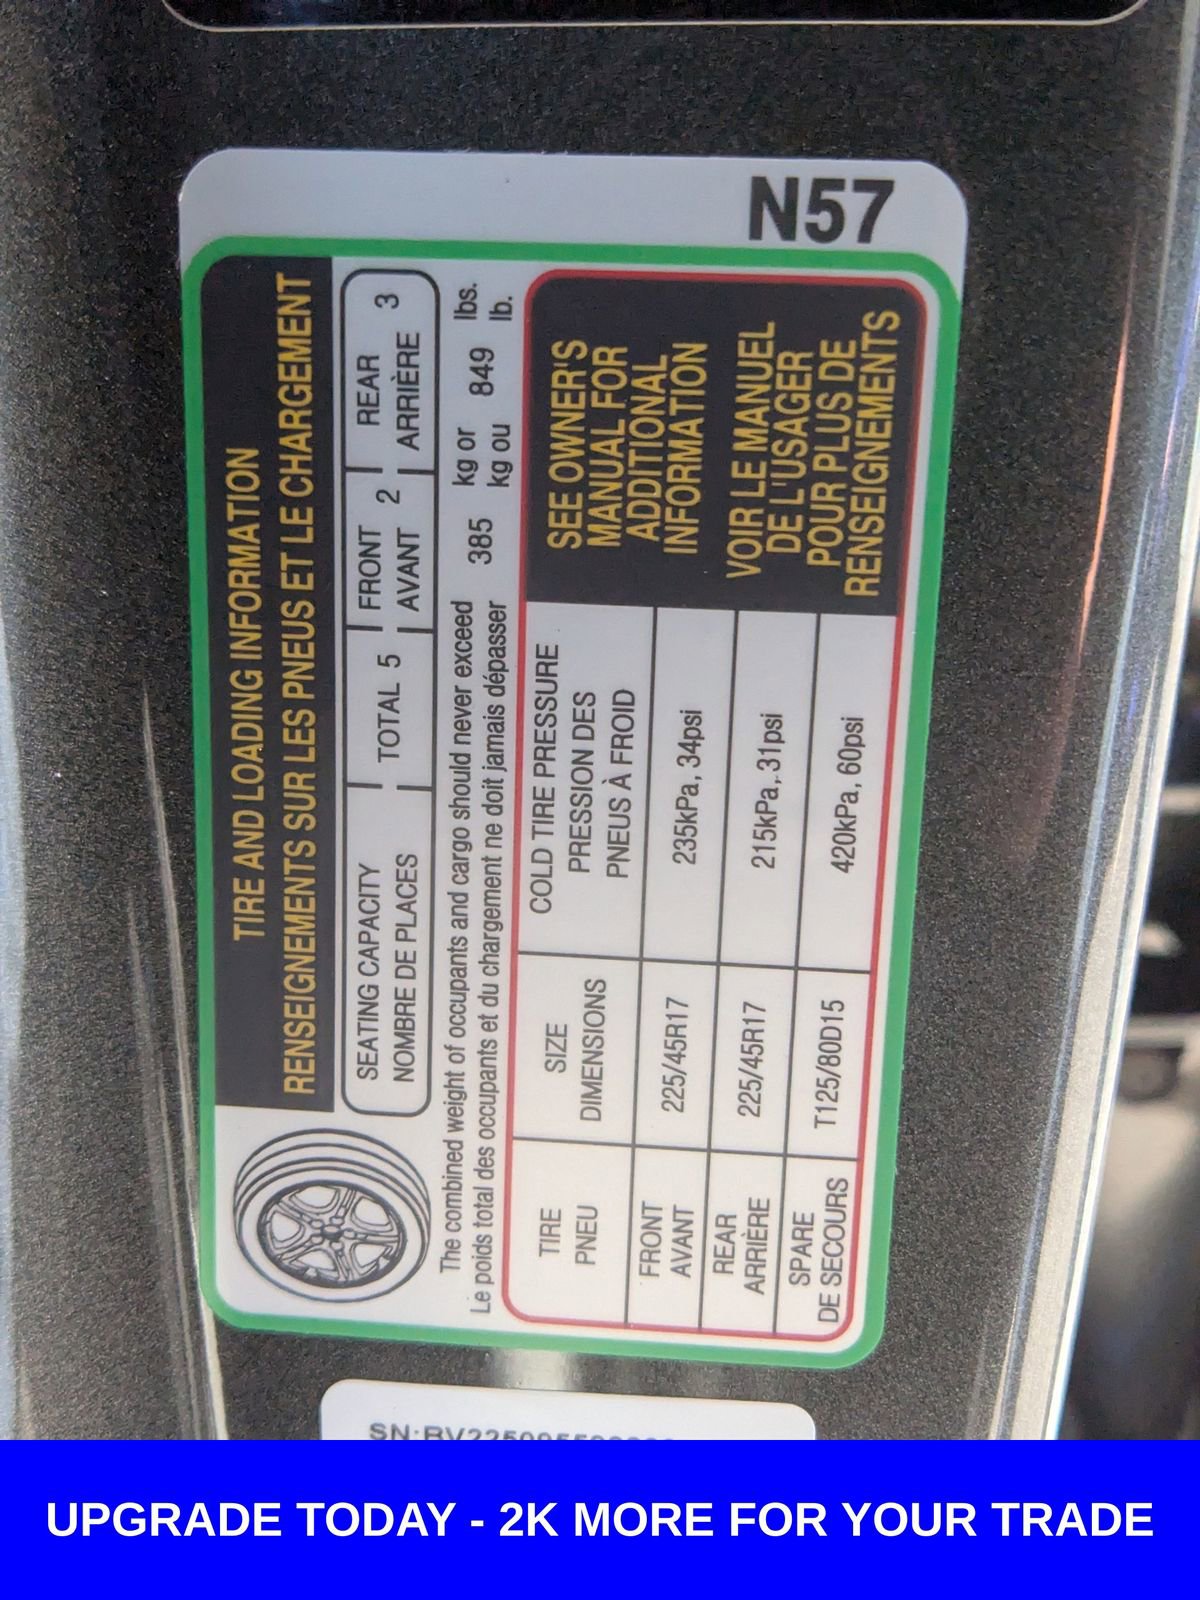 N57
TIRE AND LOADING INFORMATION
RENSEIGNEMENTS SUR LES PNEUS ET LE CHARGEMENT
SEATING CAPACITY TOTAL 5 FRONT 2 REAR 3
NOMBRE DE PLACES AVANT ARRIÈRE
The combined weight of occupants and cargo should never exceed 385 kg or 849 lbs.
Le poids total des occupants et du chargement ne doit jamais dépasser kg ou lb.
TIRE SIZE COLD TIRE PRESSURE
PNEU DIMENSIONS PRESSION DES
PNEUS À FROID
FRONT 225/45R17 235kPa, 34psi
AVANT
REAR 225/45R17 215kPa, 31psi
ARRIÈRE
SPARE T125/80D15 420kPa, 60psi
DE SECOURS
SEE OWNER'S
MANUAL FOR
ADDITIONAL
INFORMATION
VOIR LE MANUEL
DE L'USAGER
POUR PLUS DE
RENSEIGNEMENTS
UPGRADE TODAY - 2K MORE FOR YOUR TRADE